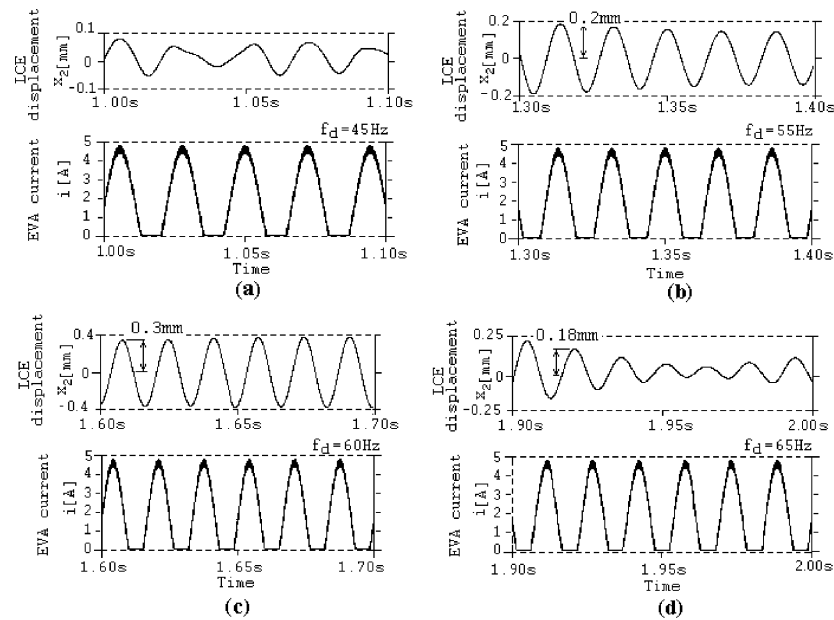 LCE
displacement
x2[mm]
0.1
0
-0.1
1.00s
1.05s
1.10s
fd=45Hz
EVA current
i[A]
5
4
3
2
1
0
1.00s
1.05s
1.10s
Time
(a)
LCE
displacement
x2[mm]
0.2
0
-0.2
0.2mm
1.30s
1.35s
1.40s
fd=55Hz
EVA current
i[A]
5
4
3
2
1
0
1.30s
1.35s
1.40s
Time
(b)
LCE
displacement
x2[mm]
0.4
0
-0.4
0.3mm
1.60s
1.65s
1.70s
fd=60Hz
EVA current
i[A]
5
4
3
2
1
0
1.60s
1.65s
1.70s
Time
(c)
LCE
displacement
x2[mm]
0.25
0
-0.25
0.18mm
1.90s
1.95s
2.00s
fd=65Hz
EVA current
i[A]
5
4
3
2
1
0
1.90s
1.95s
2.00s
Time
(d)